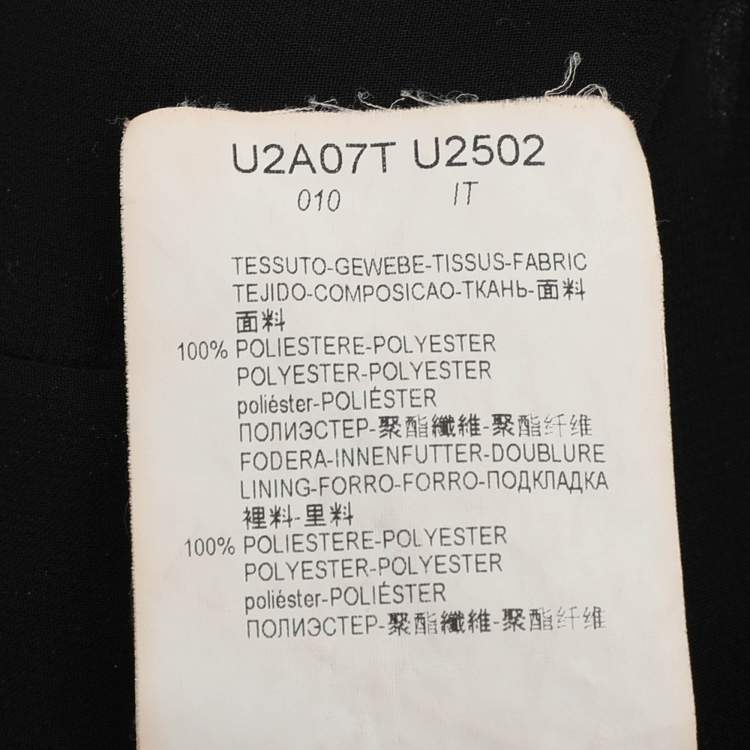 U2A07T U2502
010 IT
TESSUTO-GEWEBE-TISSUS-FABRIC
TEJIDO-COMPOSICAO-ТКАНЬ-面料
面料
100% POLIESTERE-POLYESTER
POLYESTER-POLYESTER
poliéster-POLIÉSTER
ПОЛИЭСТЕР-聚酯纖維-聚酯纤维
FODERA-INNENFUTTER-DOUBLURE
LINING-FORRO-FORRO-ПОДКЛАДКА
裡料-里料
100% POLIESTERE-POLYESTER
POLYESTER-POLYESTER
poliéster-POLIÉSTER
ПОЛИЭСТЕР-聚酯纖維-聚酯纤维